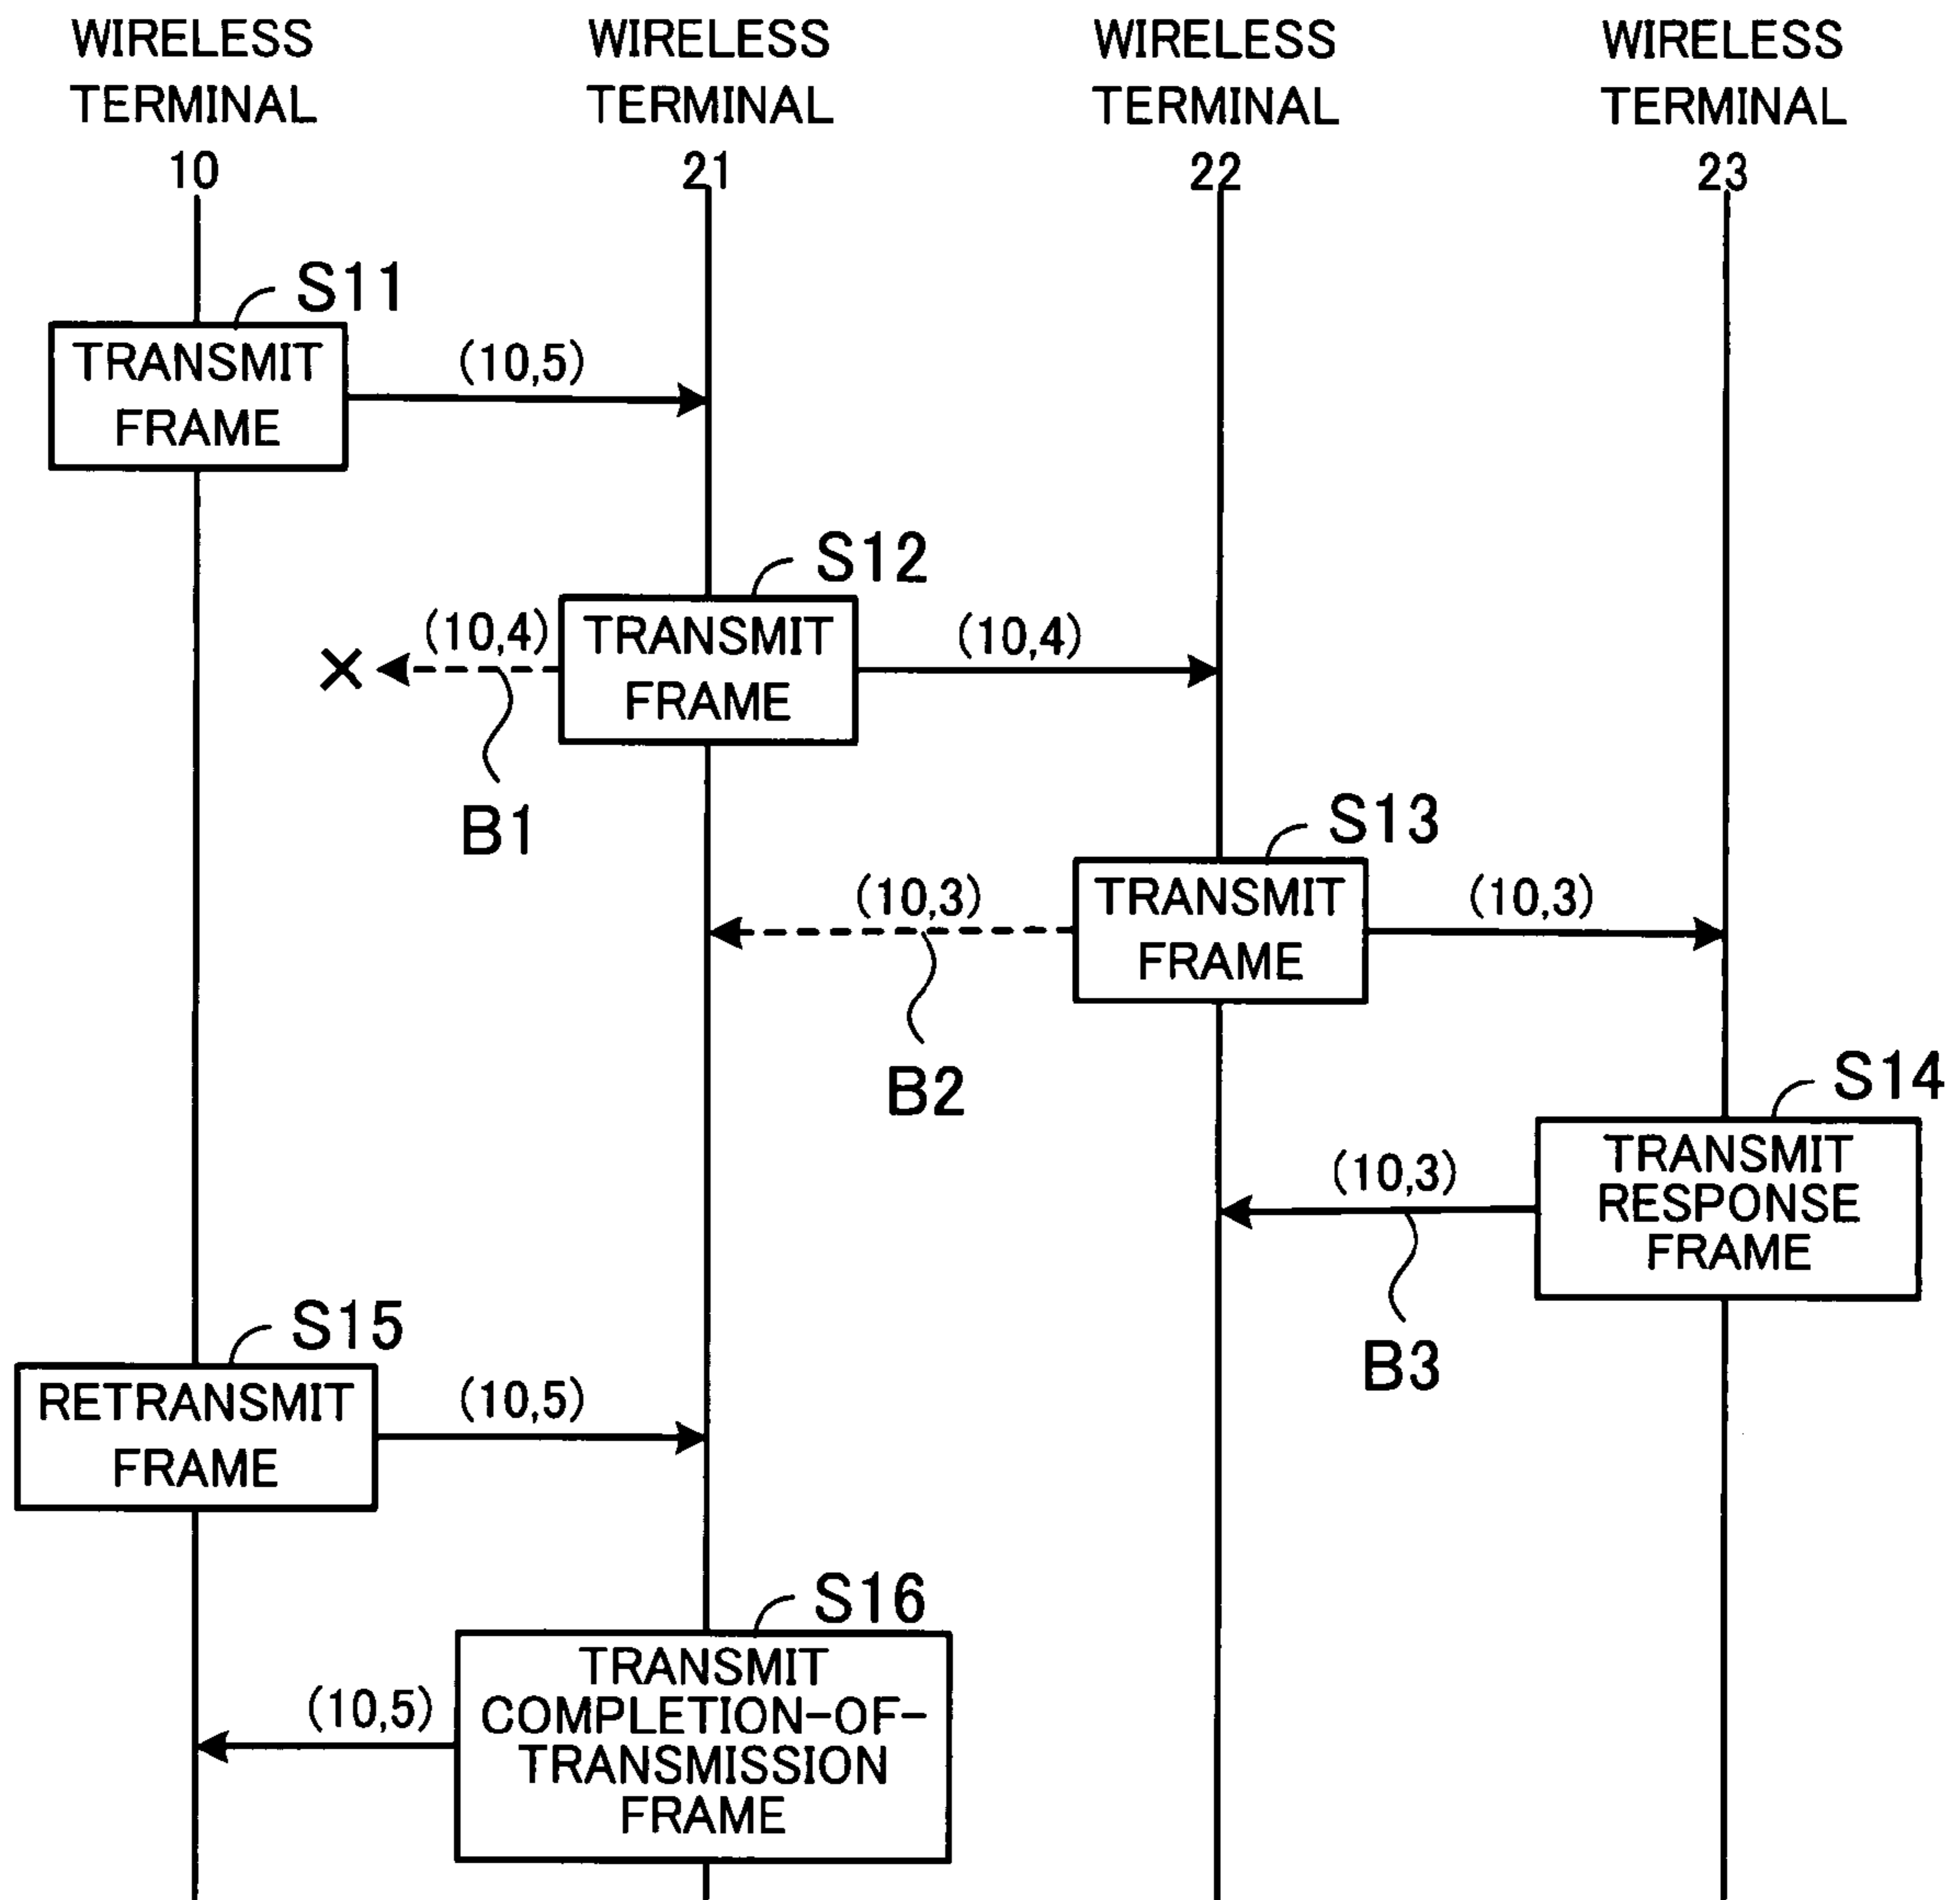 WIRELESS TERMINAL 10
WIRELESS TERMINAL 21
WIRELESS TERMINAL 22
WIRELESS TERMINAL 23
S11
TRANSMIT
FRAME
(10,5)
S12
(10,4)
TRANSMIT
FRAME
(10,4)
B1
S13
(10,3)
TRANSMIT
FRAME
(10,3)
B2
S14
(10,3)
TRANSMIT
RESPONSE
FRAME
B3
S15
RETRANSMIT
FRAME
(10,5)
S16
(10,5)
TRANSMIT
COMPLETION-OF-
TRANSMISSION
FRAME